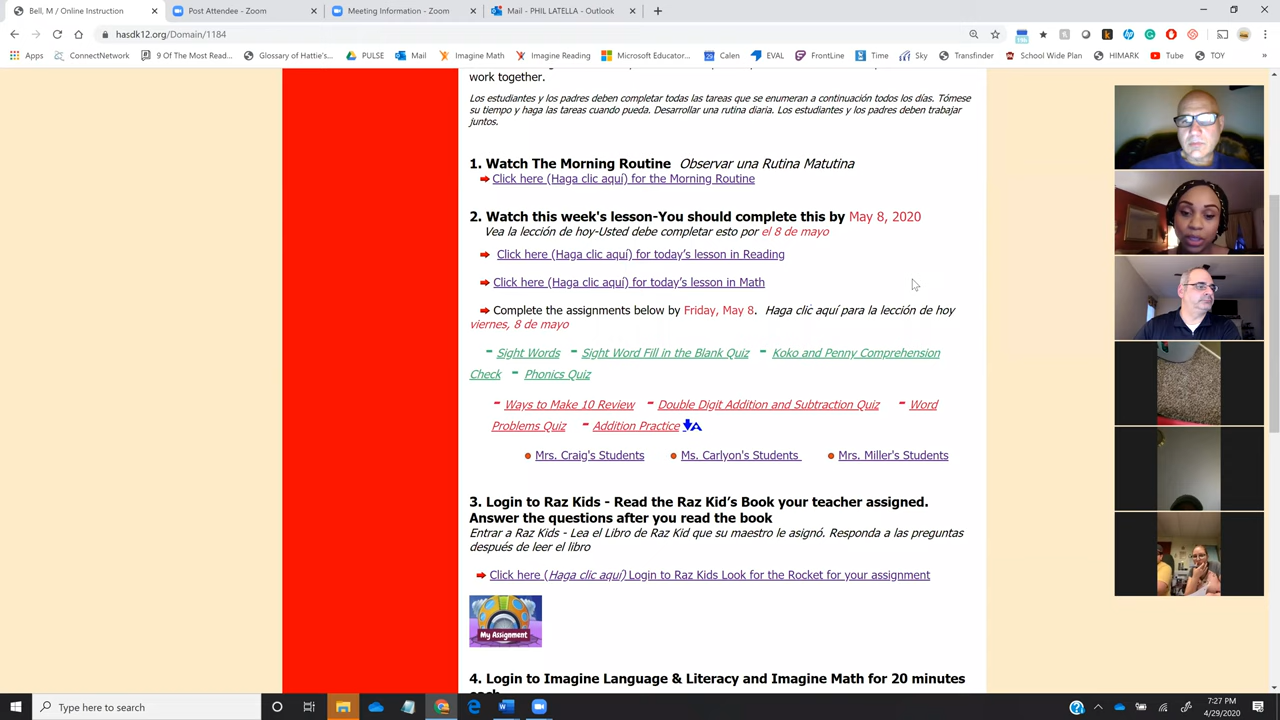 Bell, M / Online Instruction
Post Attendee - Zoom
Meeting Information - Zoom
Mail - PHIL LATELLA - Outlook
hasdk12.org/Domain/1184
Apps ConnectNetwork 9 Of The Most Read... Glossary of Hattie's... PULSE Mail Imagine Math Imagine Reading Microsoft Educator... Calen EVAL FrontLine Time Sky Transfinder School Wide Plan HIMARK Tube TOY
work together.
Los estudiantes y los padres deben completar todas las tareas que se enumeran a continuación todos los días. Tómese
su tiempo y haga las tareas cuando pueda. Desarrollar una rutina diaria. Los estudiantes y los padres deben trabajar
juntos.
1. Watch The Morning Routine Observar una Rutina Matutina
Click here (Haga clic aquí) for the Morning Routine
2. Watch this week's lesson-You should complete this by May 8, 2020
Vea la lección de hoy-Usted debe completar esto por el 8 de mayo
Click here (Haga clic aquí) for today's lesson in Reading
Click here (Haga clic aquí) for today's lesson in Math
Complete the assignments below by Friday, May 8. Haga clic aquí para la lección de hoy
viernes, 8 de mayo
- Sight Words - Sight Word Fill in the Blank Quiz - Koko and Penny Comprehension
Check - Phonics Quiz
- Ways to Make 10 Review - Double Digit Addition and Subtraction Quiz - Word
Problems Quiz - Addition Practice A
Mrs. Craig's Students Ms. Carlyon's Students Mrs. Miller's Students
3. Login to Raz Kids - Read the Raz Kid's Book your teacher assigned.
Answer the questions after you read the book
Entrar a Raz Kids - Lea el Libro de Raz Kid que su maestro le asignó. Responda a las preguntas
después de leer el libro
Click here (Haga clic aquí) Login to Raz Kids Look for the Rocket for your assignment
My Assignment
4. Login to Imagine Language & Literacy and Imagine Math for 20 minutes
Type here to search
7:27 PM
4/29/2020